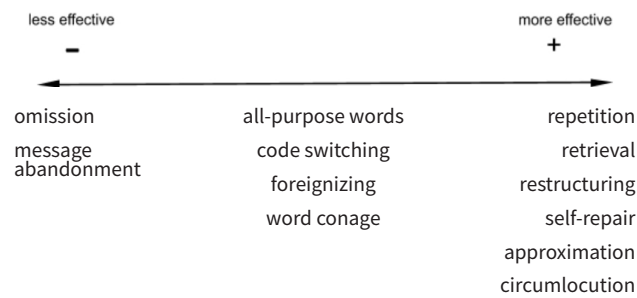 less effective
more effective
–
+
omission
all-purpose words
repetition
message
abandonment
code switching
retrieval
foreignizing
restructuring
word conage
self-repair
approximation
circumlocution